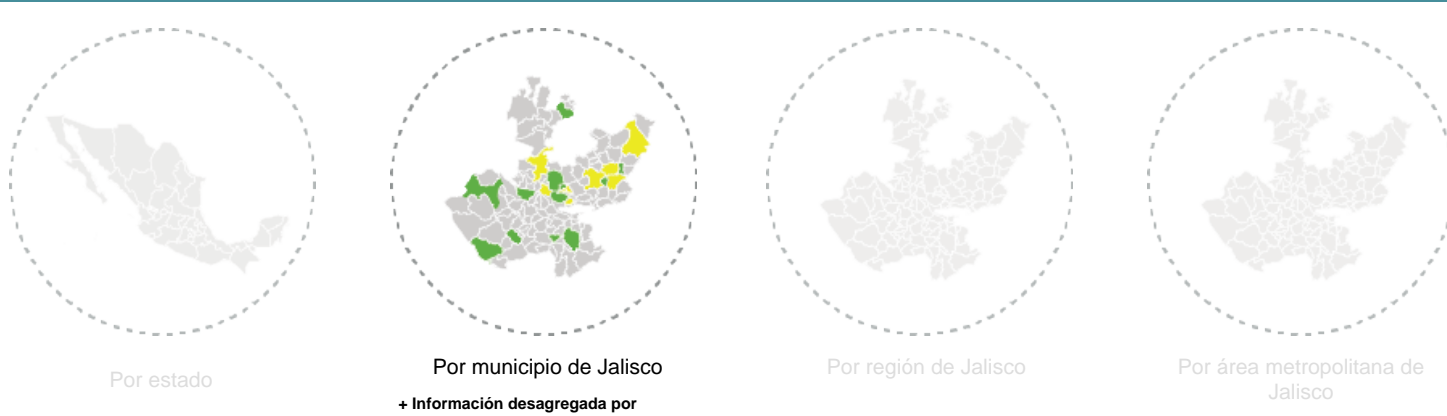 Por estado
Por municipio de Jalisco
+ Información desagregada por
Por región de Jalisco
Por área metropolitana de
Jalisco